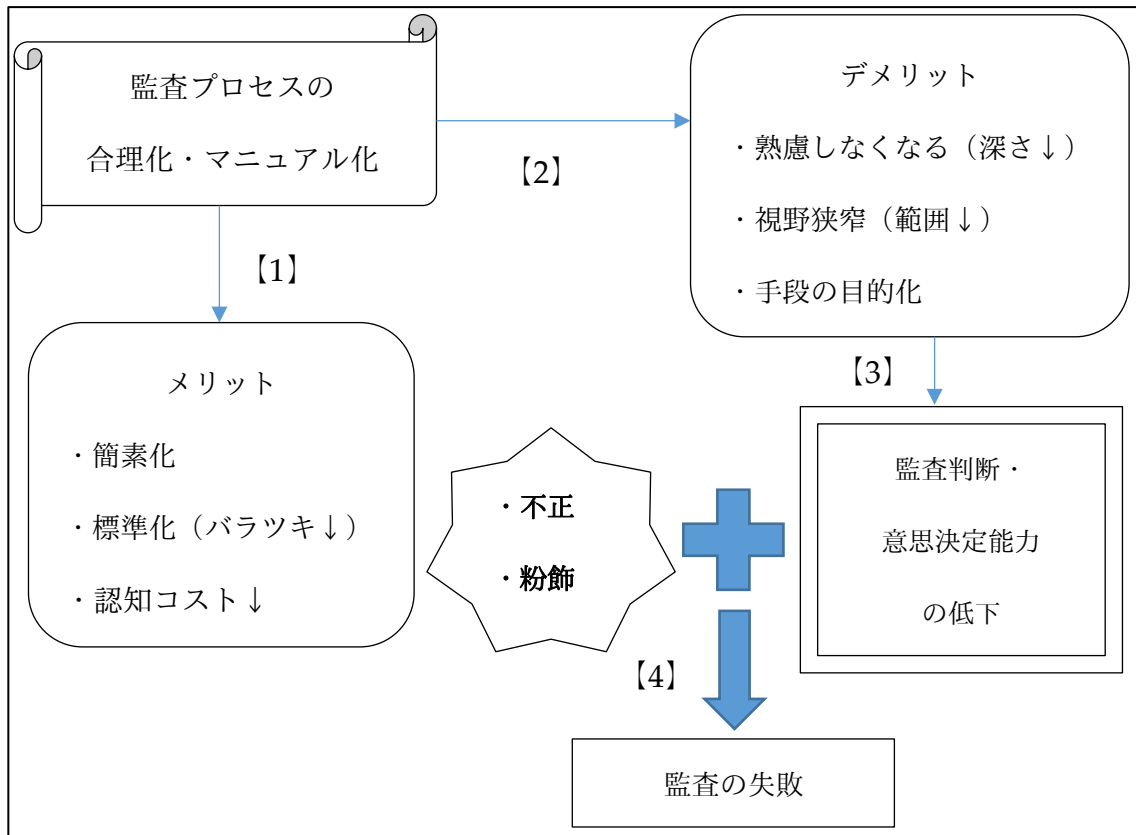 監査プロセスの
合理化・マニュアル化
【1】
メリット
・簡素化
・標準化（バラツキ↓）
・認知コスト↓
【2】
デメリット
・熟慮しなくなる（深さ↓）
・視野狭窄（範囲↓）
・手段の目的化
【3】
監査判断・
意思決定能力
の低下
・不正
・粉飾
【4】
監査の失敗